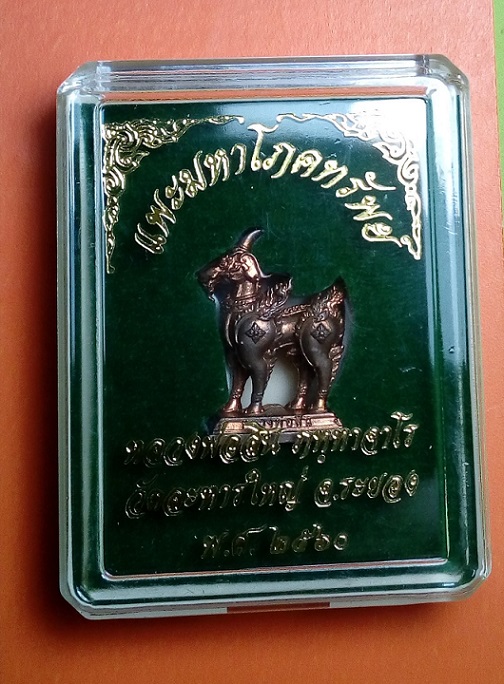 แพะมหาโภคทรัพย์
หลวงพ่อสิน ภทฺทาจาโร
วัดละหารใหญ่ จ.ระยอง
พ.ศ. ๒๕๖๐